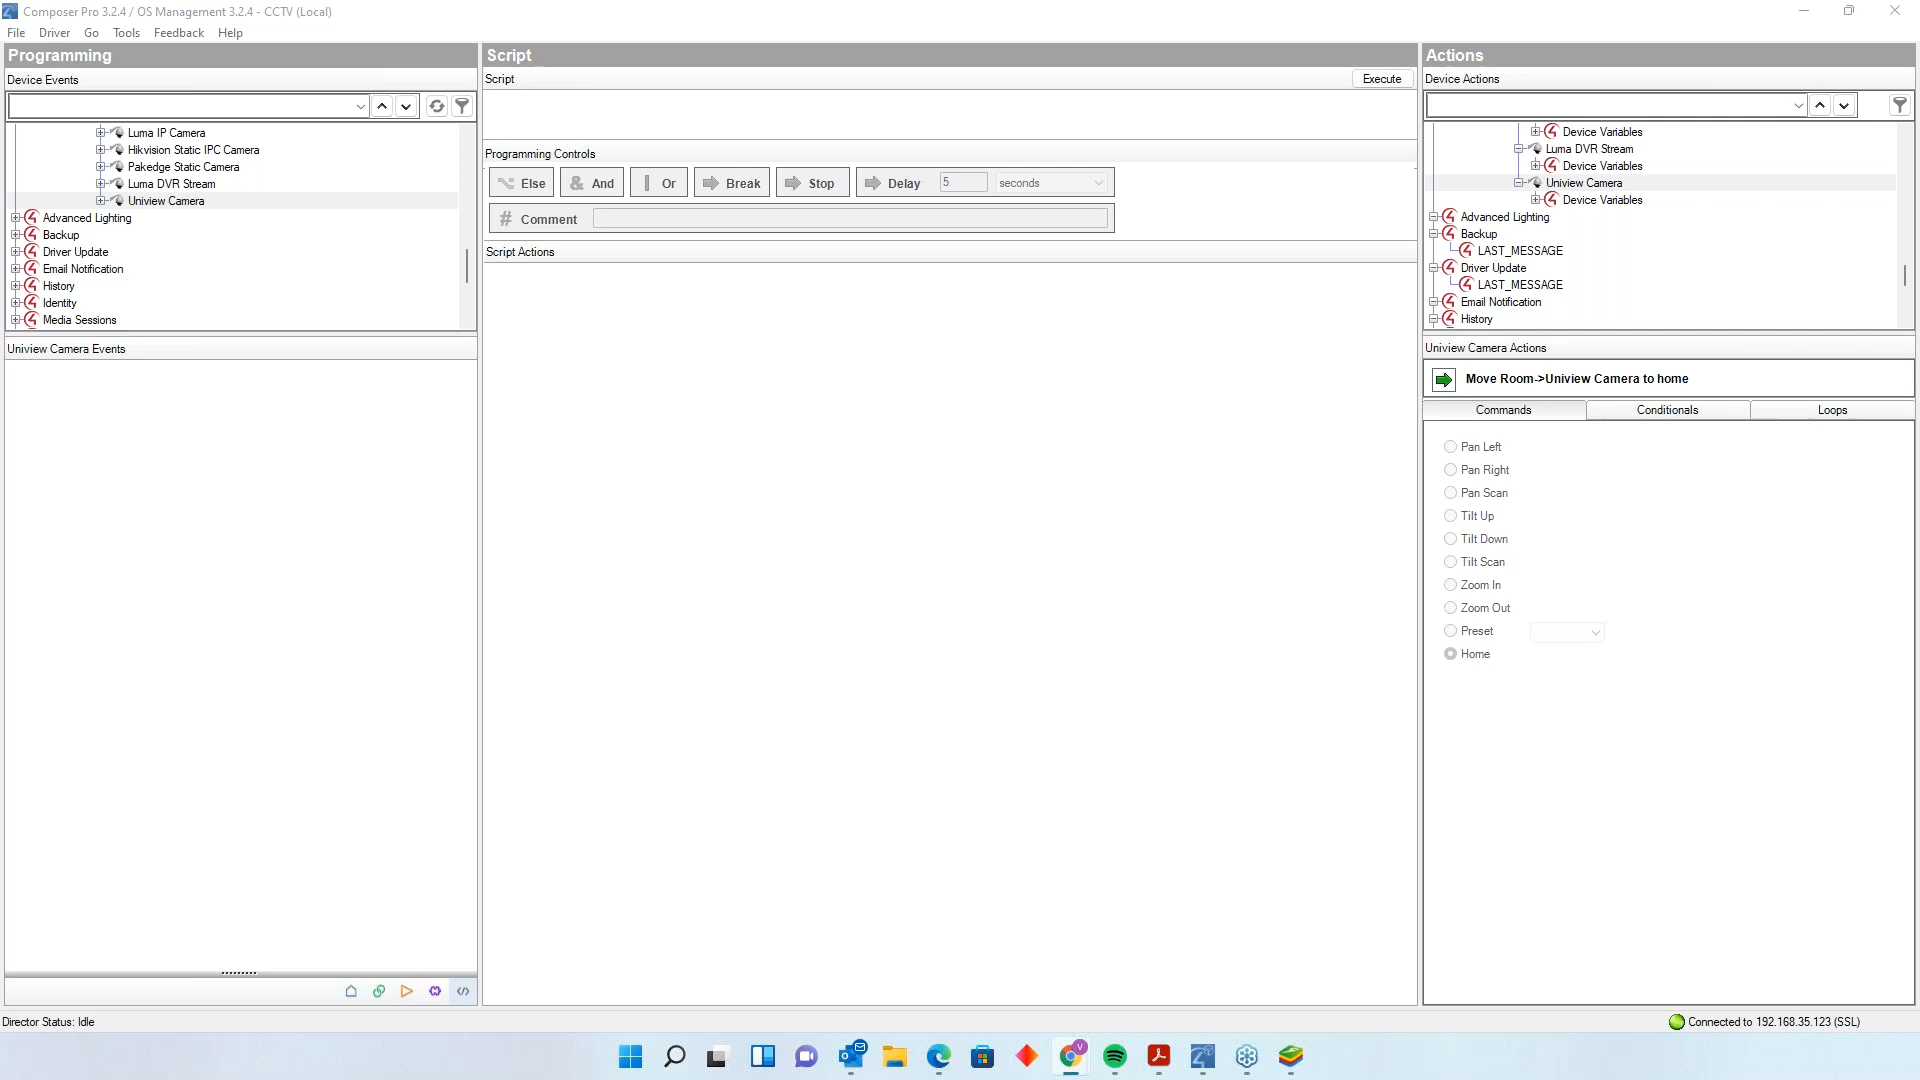 Composer Pro 3.2.4 / OS Management 3.2.4 - CCTV (Local)
File Driver Go Tools Feedback Help
Programming
Device Events
Luma IP Camera
Hikvision Static IPC Camera
Pakedge Static Camera
Luma DVR Stream
Uniview Camera
Advanced Lighting
Backup
Driver Update
Email Notification
History
Identity
Media Sessions
Uniview Camera Events
Script
Script
Execute
Programming Controls
Else
& And
Or
Break
Stop
Delay 5 seconds
# Comment
Script Actions
Actions
Device Actions
Device Variables
Luma DVR Stream
Device Variables
Uniview Camera
Device Variables
Advanced Lighting
Backup
LAST_MESSAGE
Driver Update
LAST_MESSAGE
Email Notification
History
Uniview Camera Actions
Move Room->Uniview Camera to home
Commands Conditionals Loops
Pan Left
Pan Right
Pan Scan
Tilt Up
Tilt Down
Tilt Scan
Zoom In
Zoom Out
Preset
Home
Director Status: Idle
Connected to 192.168.35.123 (SSL)
V